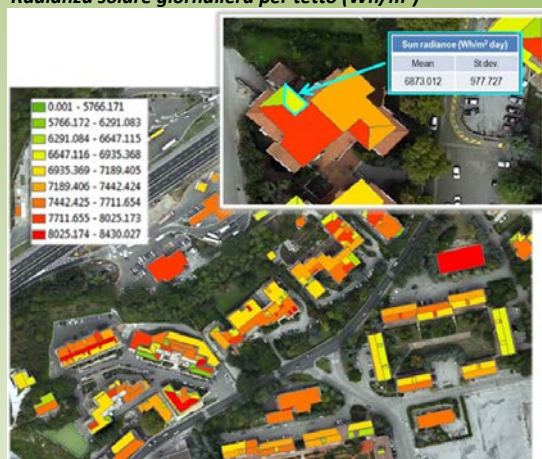 Radianza solare giornaliera per tetto (Wh/m²)
Sun radiance (Wh/m² day)
Mean St dev.
6873.012 977.727
0.001 - 5766.171
5766.172 - 6291.083
6291.084 - 6647.115
6647.116 - 6935.368
6935.369 - 7189.405
7189.406 - 7442.424
7442.425 - 7711.654
7711.655 - 8025.173
8025.174 - 8430.027